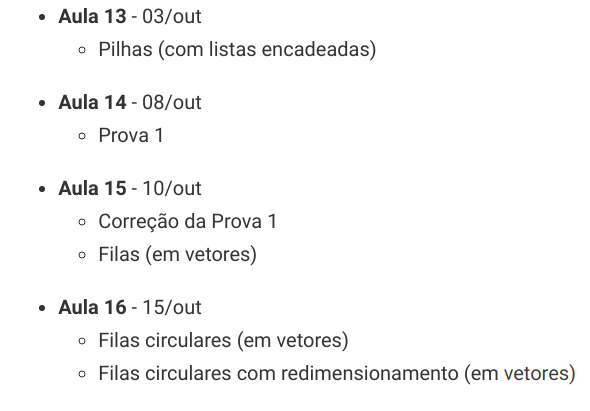 Aula 13 - 03/out
Pilhas (com listas encadeadas)
Aula 14 - 08/out
Prova 1
Aula 15 - 10/out
Correção da Prova 1
Filas (em vetores)
Aula 16 - 15/out
Filas circulares (em vetores)
Filas circulares com redimensionamento (em vetores)